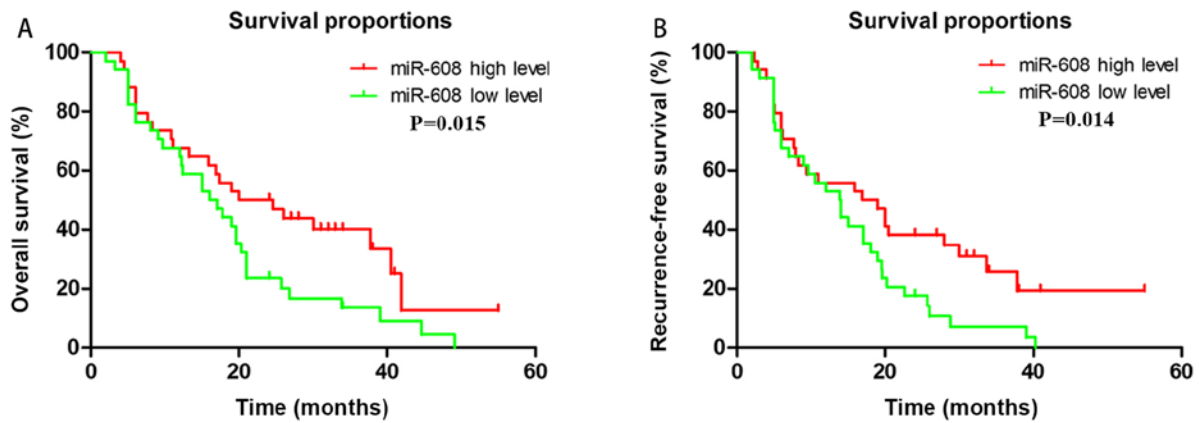 A
Survival proportions
miR-608 high level
miR-608 low level
P=0.015
Overall survival (%)
100
80
60
40
20
0
0 20 40 60
Time (months)
B
Survival proportions
miR-608 high level
miR-608 low level
P=0.014
Recurrence-free survival (%)
100
80
60
40
20
0
0 20 40 60
Time (months)